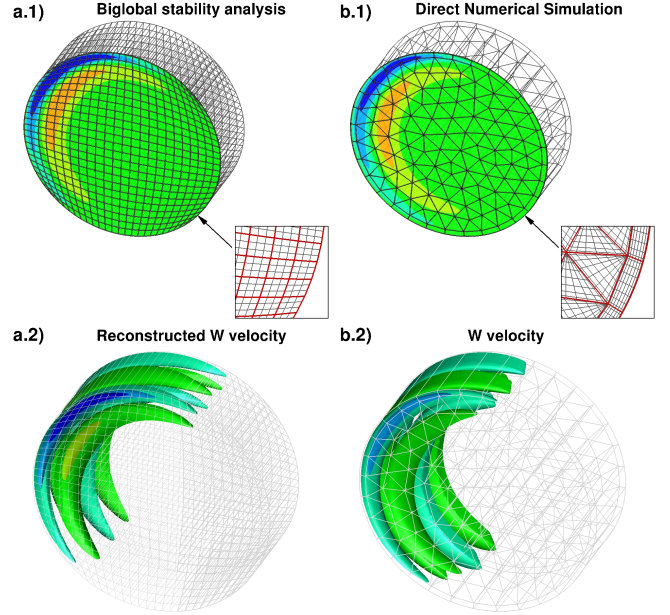 a.1) Biglobal stability analysis
b.1) Direct Numerical Simulation
a.2) Reconstructed W velocity
b.2) W velocity